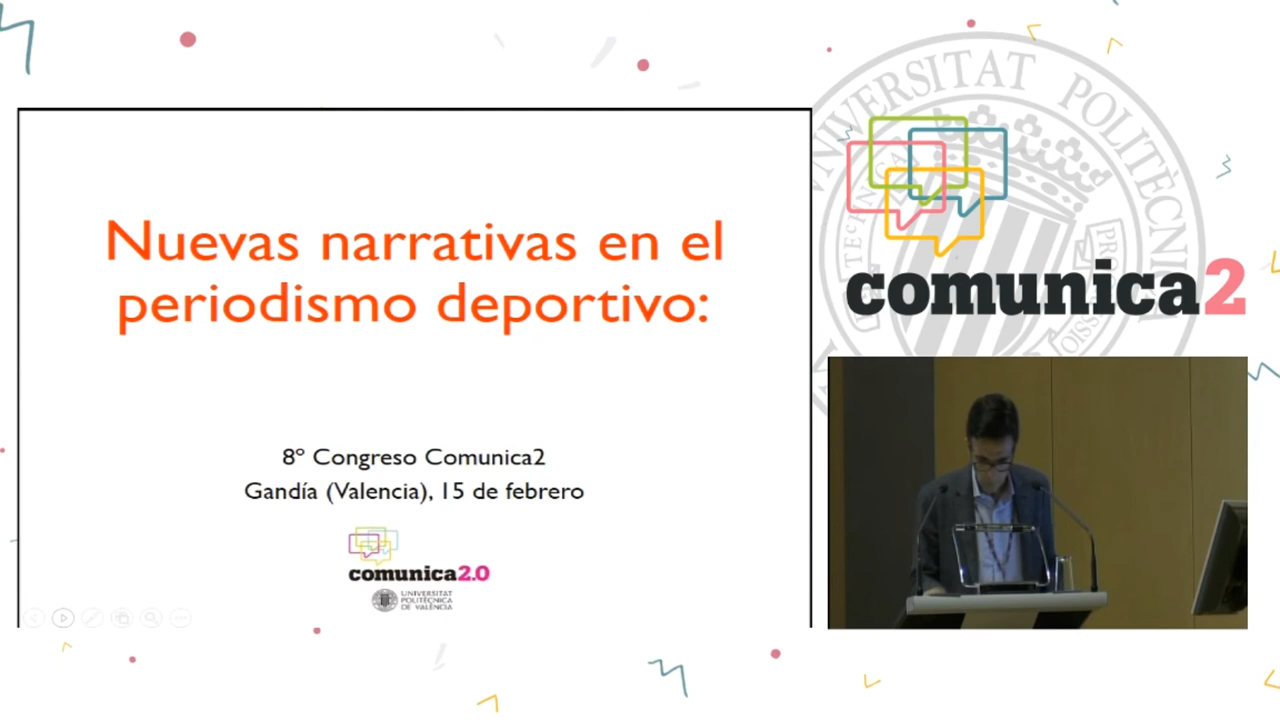 Nuevas narrativas en el
periodismo deportivo:
8º Congreso Comunica2
Gandía (Valencia), 15 de febrero
comunica2.0
UNIVERSITAT
POLITÈCNICA
DE VALÈNCIA
UNIVERSITAT POLITÈCNICA
comunica2